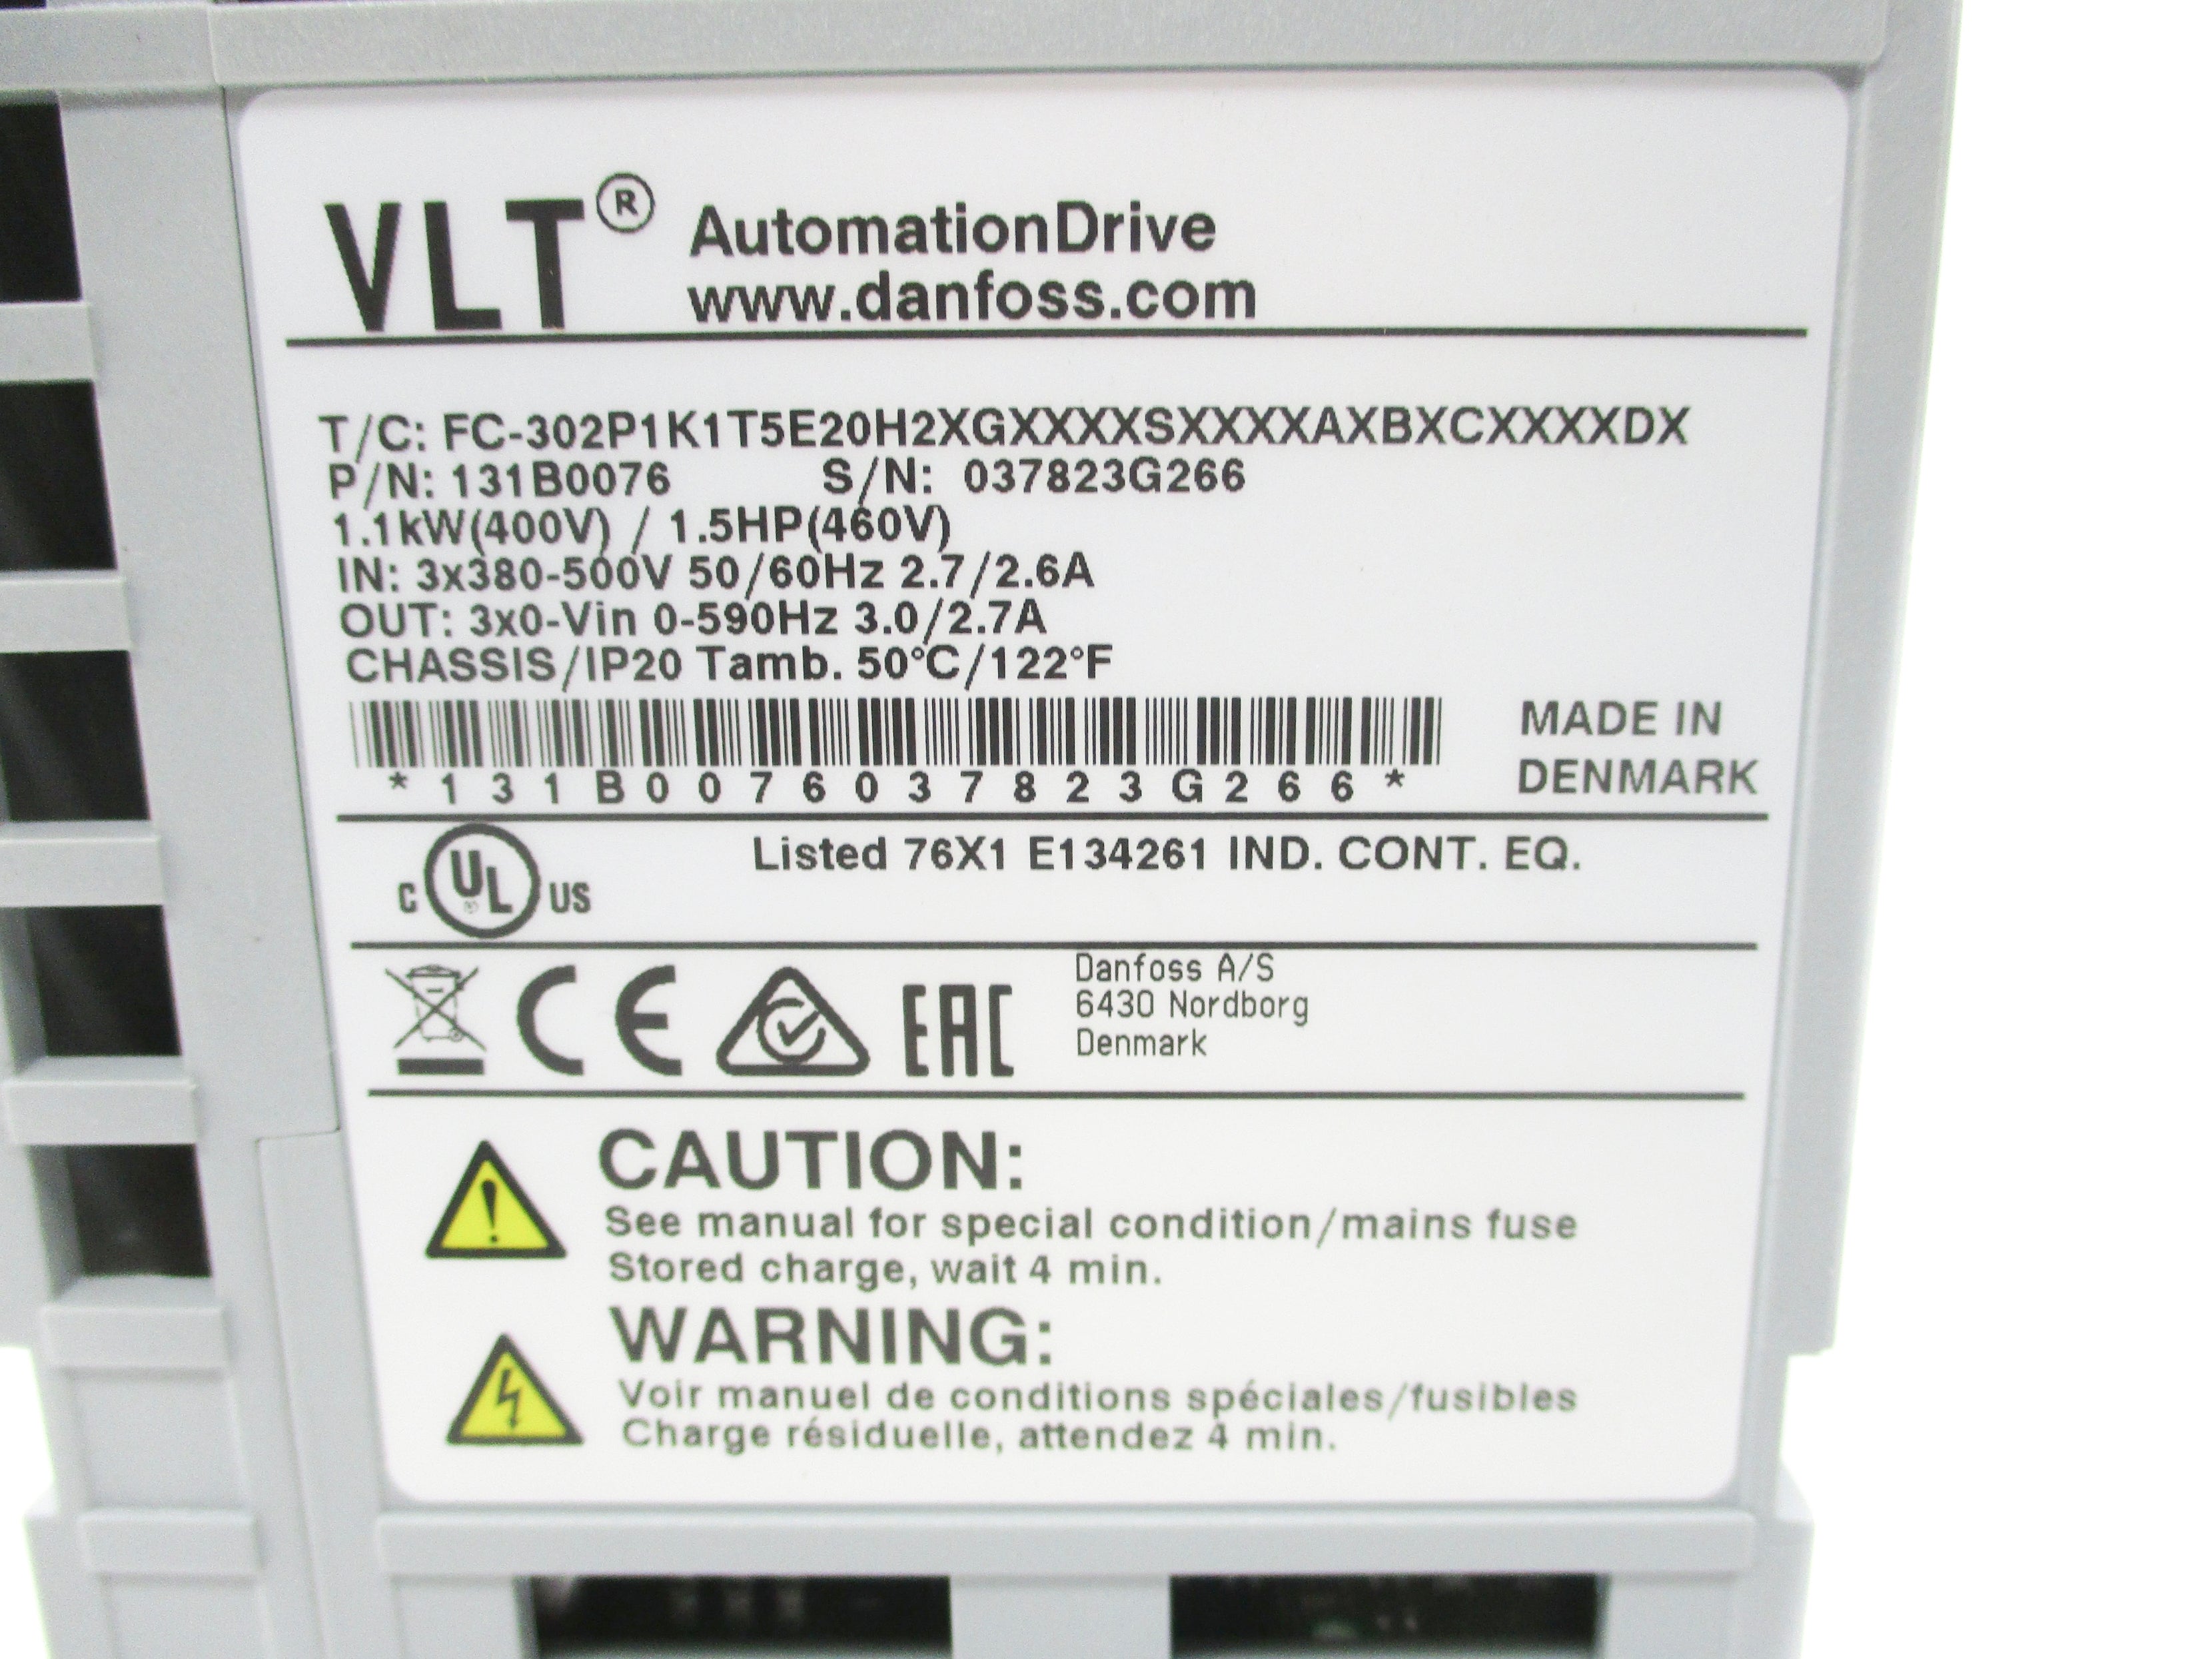 VLT® AutomationDrive
www.danfoss.com
T/C: FC-302P1K1T5E20H2XGXXXXSXXXXAXBXCXXXXDX
P/N: 131B0076 S/N: 037823G266
1.1kW(400V) / 1.5HP(460V)
IN: 3x380-500V 50/60Hz 2.7/2.6A
OUT: 3x0-Vin 0-590Hz 3.0/2.7A
CHASSIS/IP20 Tamb. 50°C/122°F
*131B0076037823G266*
MADE IN
DENMARK
C UL US
Listed 76X1 E134261 IND. CONT. EQ.
CE EAC
Danfoss A/S
6430 Nordborg
Denmark
CAUTION:
See manual for special condition/mains fuse
Stored charge, wait 4 min.
WARNING:
Voir manuel de conditions spéciales/fusibles
Charge résiduelle, attendez 4 min.